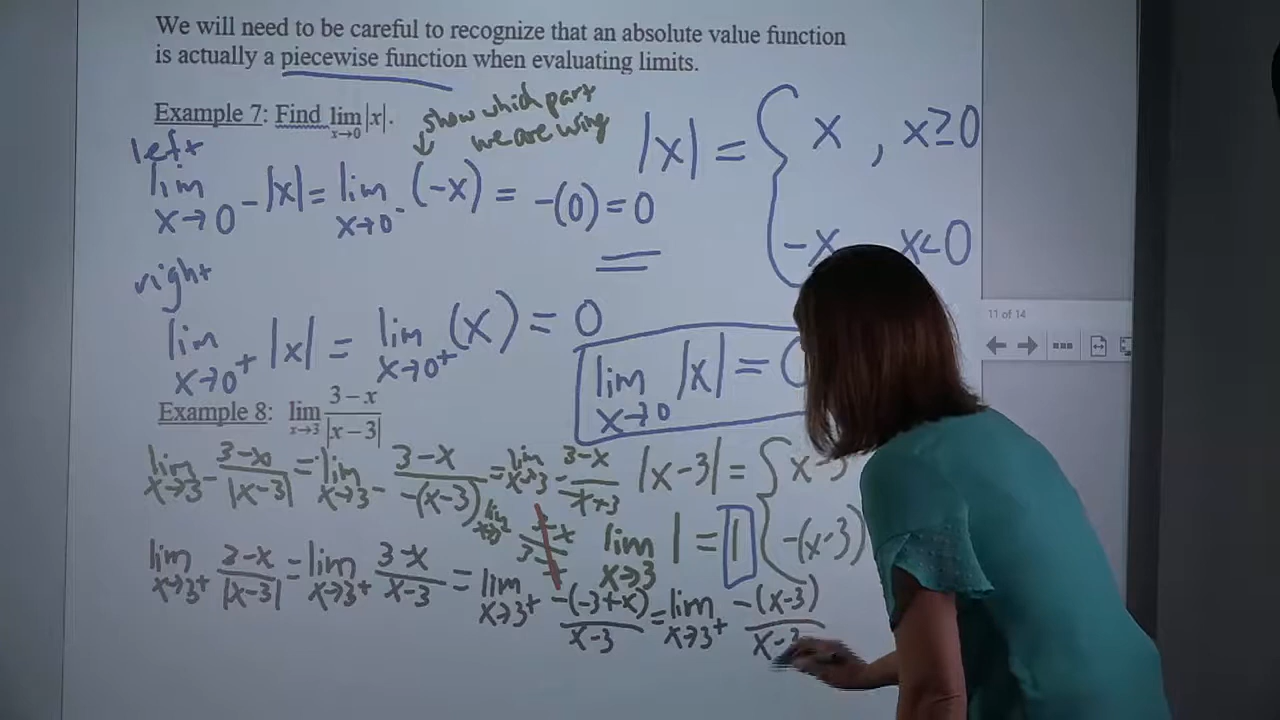 We will need to be careful to recognize that an absolute value function
is actually a piecewise function when evaluating limits.
Example 7: Find lim x→0 |x|.
show which part
we are using
|x| = { x , x≥0
-x , x<0
left
lim x→0⁻ |x| = lim x→0⁻ (-x) = -(0) = 0
right
lim x→0⁺ |x| = lim x→0⁺ (x) = 0
lim x→0 |x| =
11 of 14
Example 8: lim x→3 (3-x)/|x-3|
lim x→3⁻ (3-x)/|x-3| = lim x→3⁻ (3-x)/(-(x-3)) = lim x→3⁻ (3-x)/(-x+3)
|x-3| = { x-3
-(x-3)
lim x→3 1 = 1
lim x→3⁺ (3-x)/|x-3| = lim x→3⁺ (3-x)/(x-3) = lim x→3⁺ (-(-3+x))/(x-3) = lim x→3⁺ (-(x-3))/(x-3)